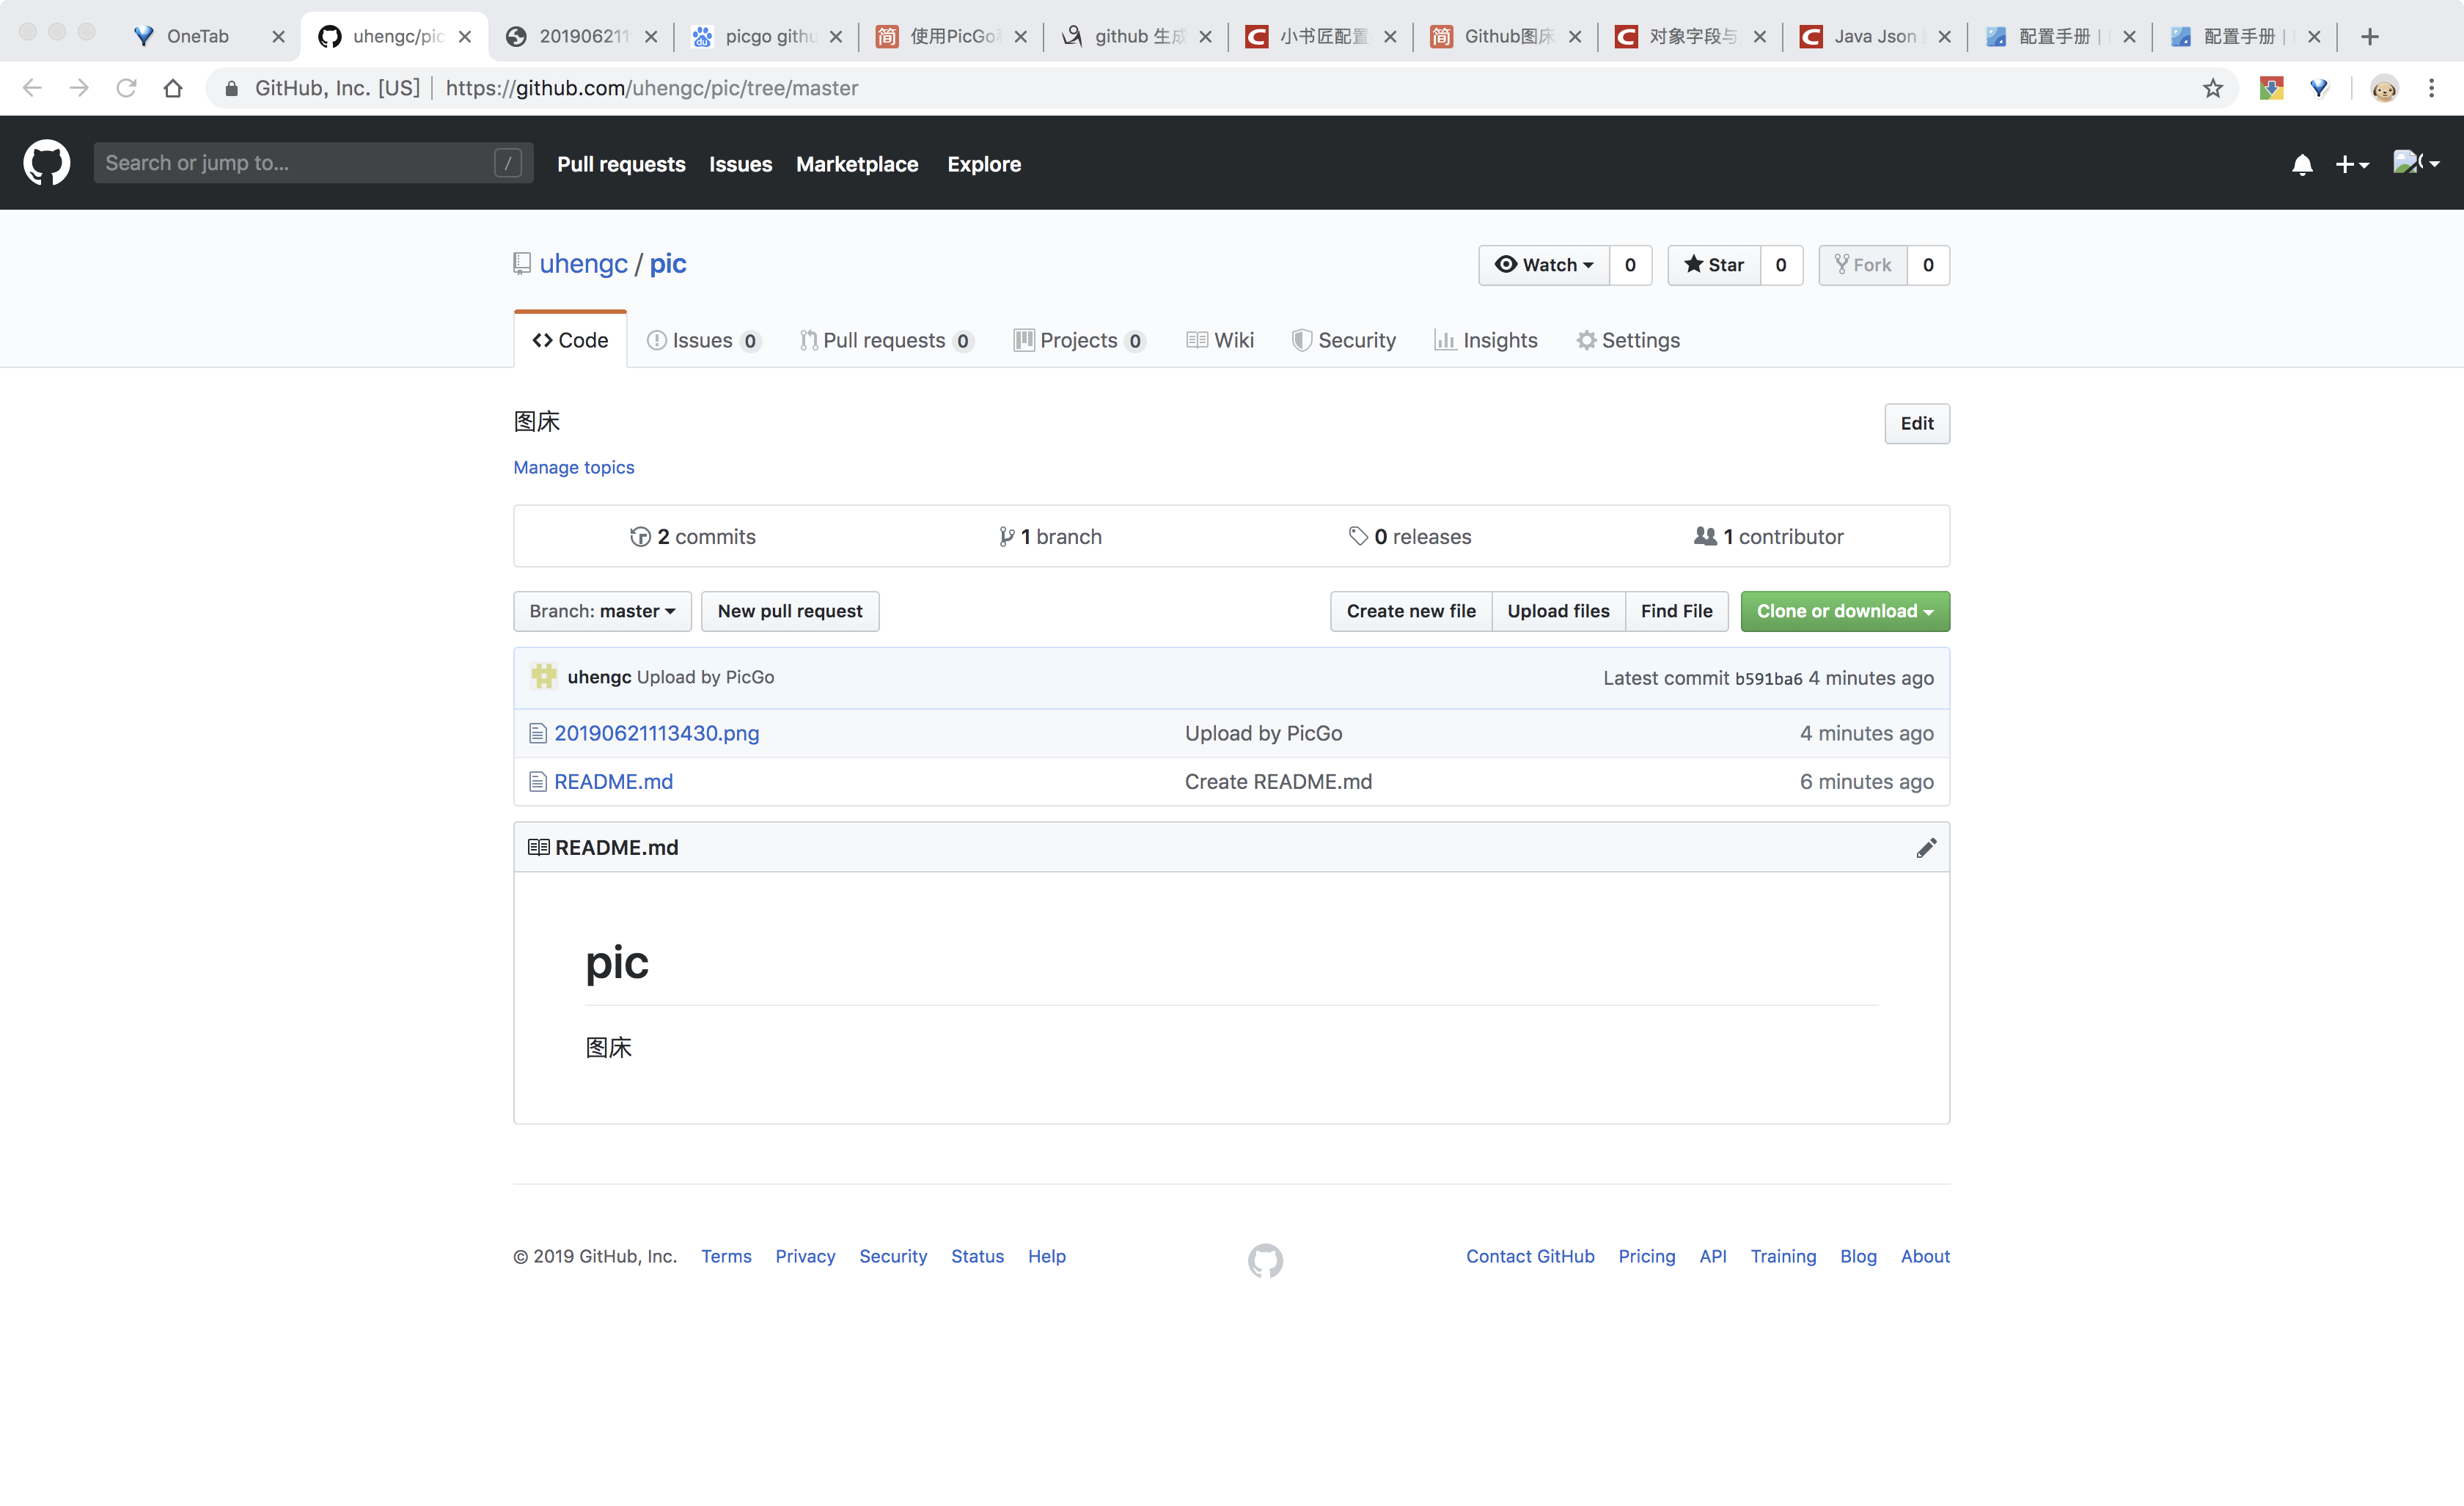 OneTab
uhengc/pic
201906211
picgo githu
使用PicGo
github 生成
小书匠配置
Github图床
对象字段与
Java Json
配置手册 |
配置手册 |
GitHub, Inc. [US] | https://github.com/uhengc/pic/tree/master
Search or jump to... /
Pull requests Issues Marketplace Explore
uhengc / pic
Watch 0 Star 0 Fork 0
Code Issues 0 Pull requests 0 Projects 0 Wiki Security Insights Settings
图床
Edit
Manage topics
2 commits 1 branch 0 releases 1 contributor
Branch: master New pull request Create new file Upload files Find File Clone or download
uhengc Upload by PicGo Latest commit b591ba6 4 minutes ago
20190621113430.png Upload by PicGo 4 minutes ago
README.md Create README.md 6 minutes ago
README.md
pic
图床
© 2019 GitHub, Inc. Terms Privacy Security Status Help Contact GitHub Pricing API Training Blog About